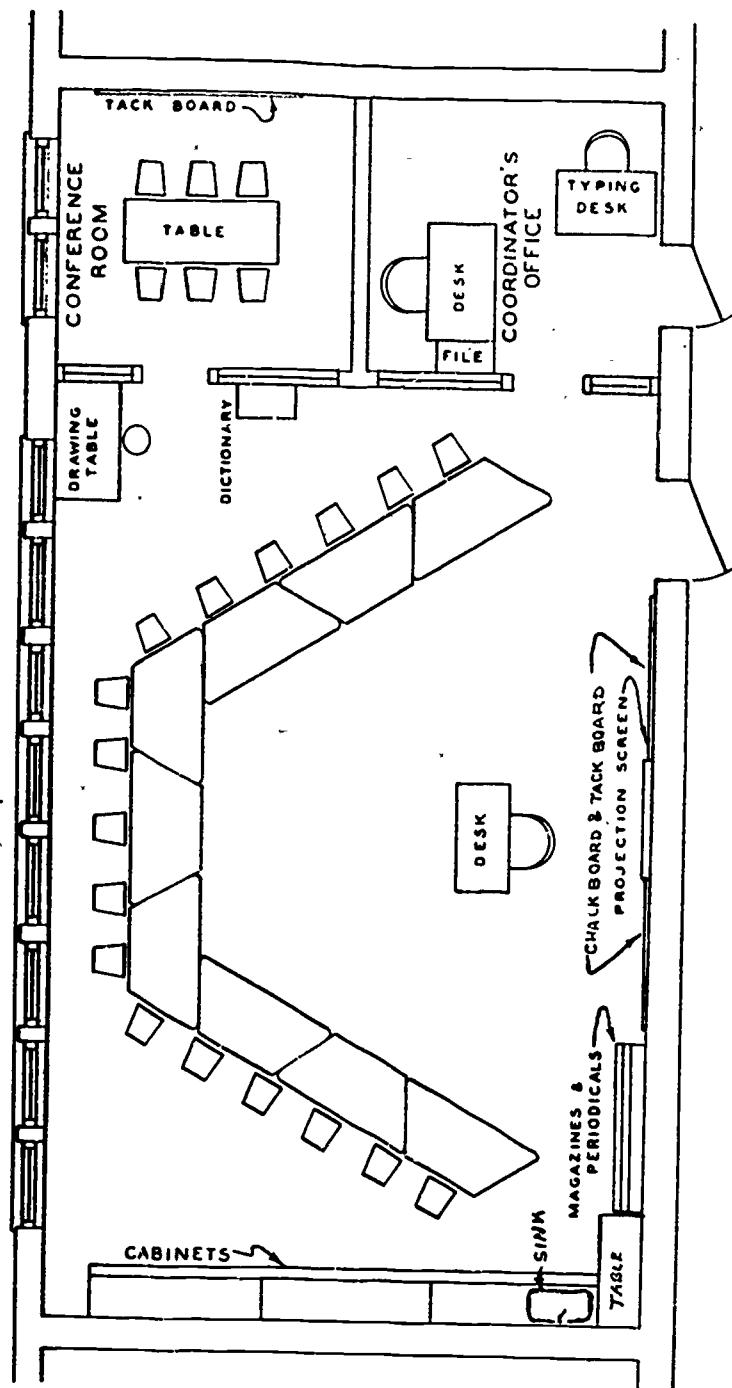 TACK BOARD
CONFERENCE
ROOM
TABLE
COORDINATOR'S
OFFICE
TYPING
DESK
DESK
FILE
DRAWING
TABLE
DICTIONARY
CHALK BOARD & TACK BOARD
PROJECTION SCREEN
DESK
MAGAZINES &
PERIODICALS
CABINETS
SINK
TABLE